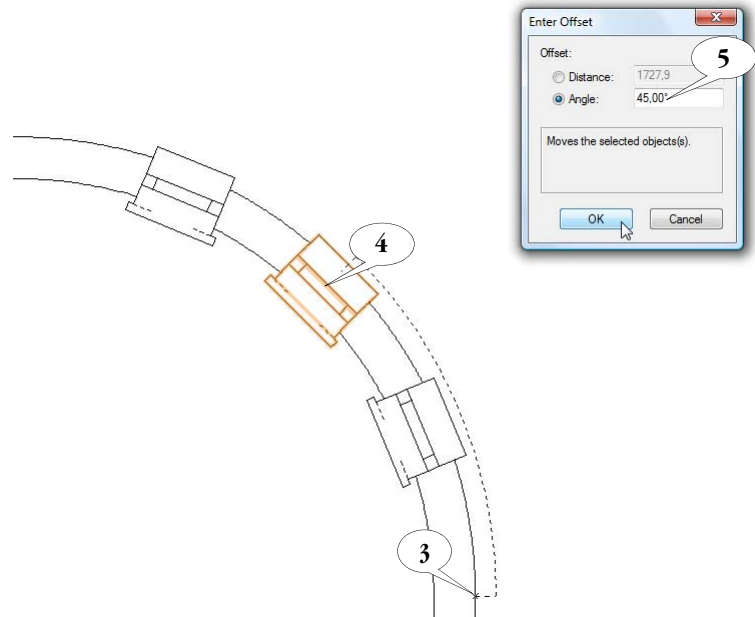 Enter Offset
Offset:
Distance: 1727,9
Angle: 45,00°
Moves the selected objects(s).
OK Cancel
5
4
3